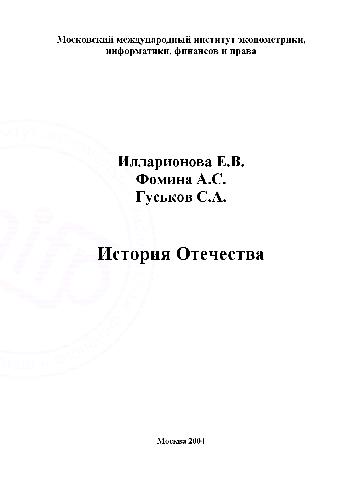 Московский международный институт эконометрики,
информатики, финансов и права
Илларионова Е.В.
Фомина А.С.
Гуськов С.А.
История Отечества
Москва 2004